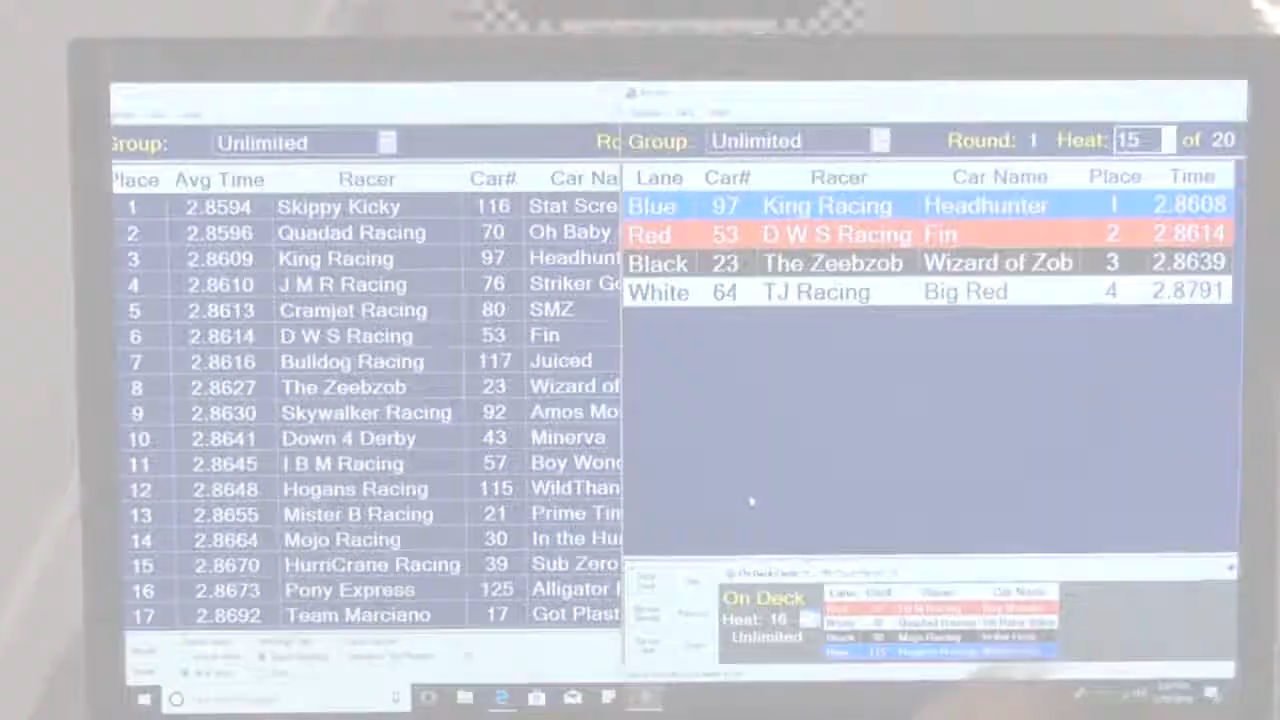 Group: Unlimited
Place Avg Time Racer Car# Car Na
1 2.8594 Skippy Kicky 116 Stat Scre
2 2.8596 Quadad Racing 70 Oh Baby
3 2.8609 King Racing 97 Headhunt
4 2.8610 J M R Racing 76 Striker Go
5 2.8613 Cramjet Racing 80 SMZ
6 2.8614 D W S Racing 53 Fin
7 2.8616 Bulldog Racing 117 Juiced
8 2.8627 The Zeebzob 23 Wizard of
9 2.8630 Skywalker Racing 92 Amos Mo
10 2.8641 Down 4 Derby 43 Minerva
11 2.8645 I B M Racing 57 Boy Won
12 2.8648 Hogans Racing 115 WildThan
13 2.8655 Mister B Racing 21 Prime Tim
14 2.8664 Mojo Racing 30 In the Hu
15 2.8670 HurriCrane Racing 39 Sub Zero
16 2.8673 Pony Express 125 Alligator
17 2.8692 Team Marciano 17 Got Plast
Group: Unlimited Round: 1 Heat: 15 of 20
Lane Car# Racer Car Name Place Time
Blue 97 King Racing Headhunter 1 2.8608
Red 53 D W S Racing Fin 2 2.8614
Black 23 The Zeebzob Wizard of Zob 3 2.8639
White 64 TJ Racing Big Red 4 2.8791
On Deck
Heat: 16
Unlimited